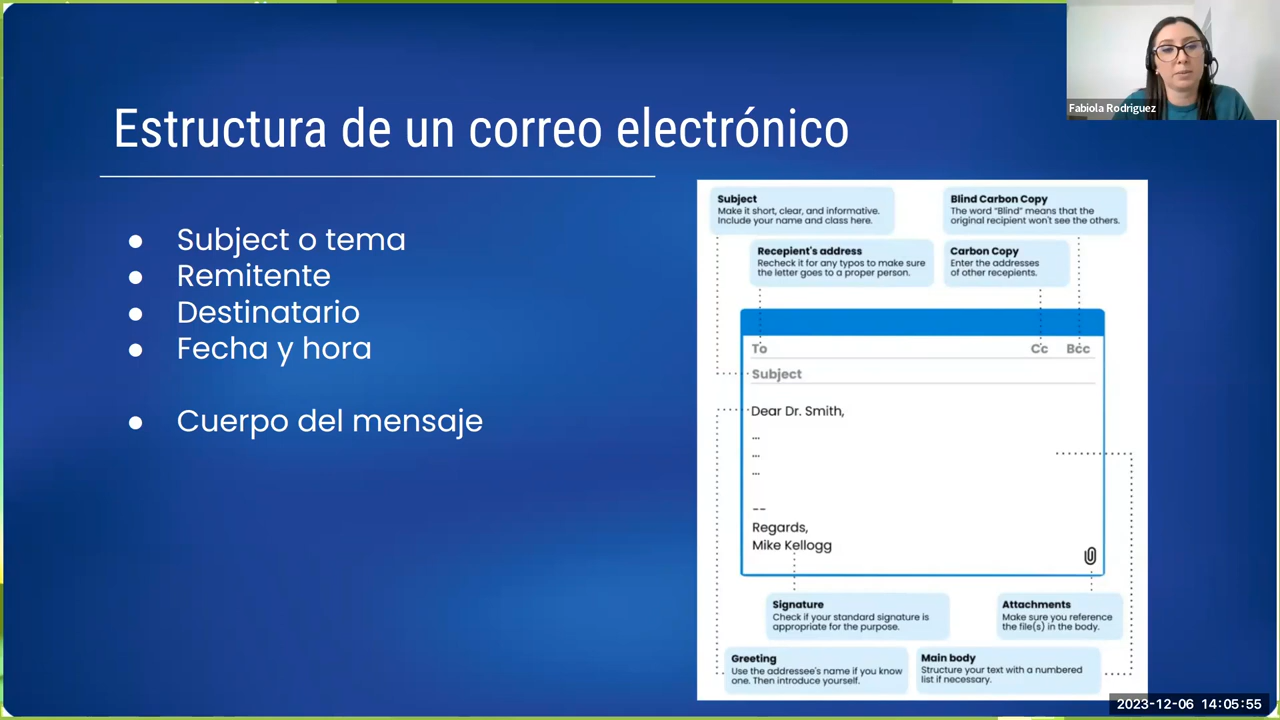 Fabiola Rodriguez
Estructura de un correo electrónico
● Subject o tema
● Remitente
● Destinatario
● Fecha y hora
● Cuerpo del mensaje
Subject
Make it short, clear, and informative.
Include your name and class here.
Blind Carbon Copy
The word "Blind" means that the
original recipient won't see the others.
Recepient's address
Recheck it for any typos to make sure
the letter goes to a proper person.
Carbon Copy
Enter the addresses
of other recepients.
To Cc Bcc
Subject
Dear Dr. Smith,
...
...
...
--
Regards,
Mike Kellogg
Signature
Check if your standard signature is
appropriate for the purpose.
Attachments
Make sure you reference
the file(s) in the body.
Greeting
Use the addressee's name if you know
one. Then introduce yourself.
Main body
Structure your text with a numbered
list if necessary.
2023-12-06 14:05:55